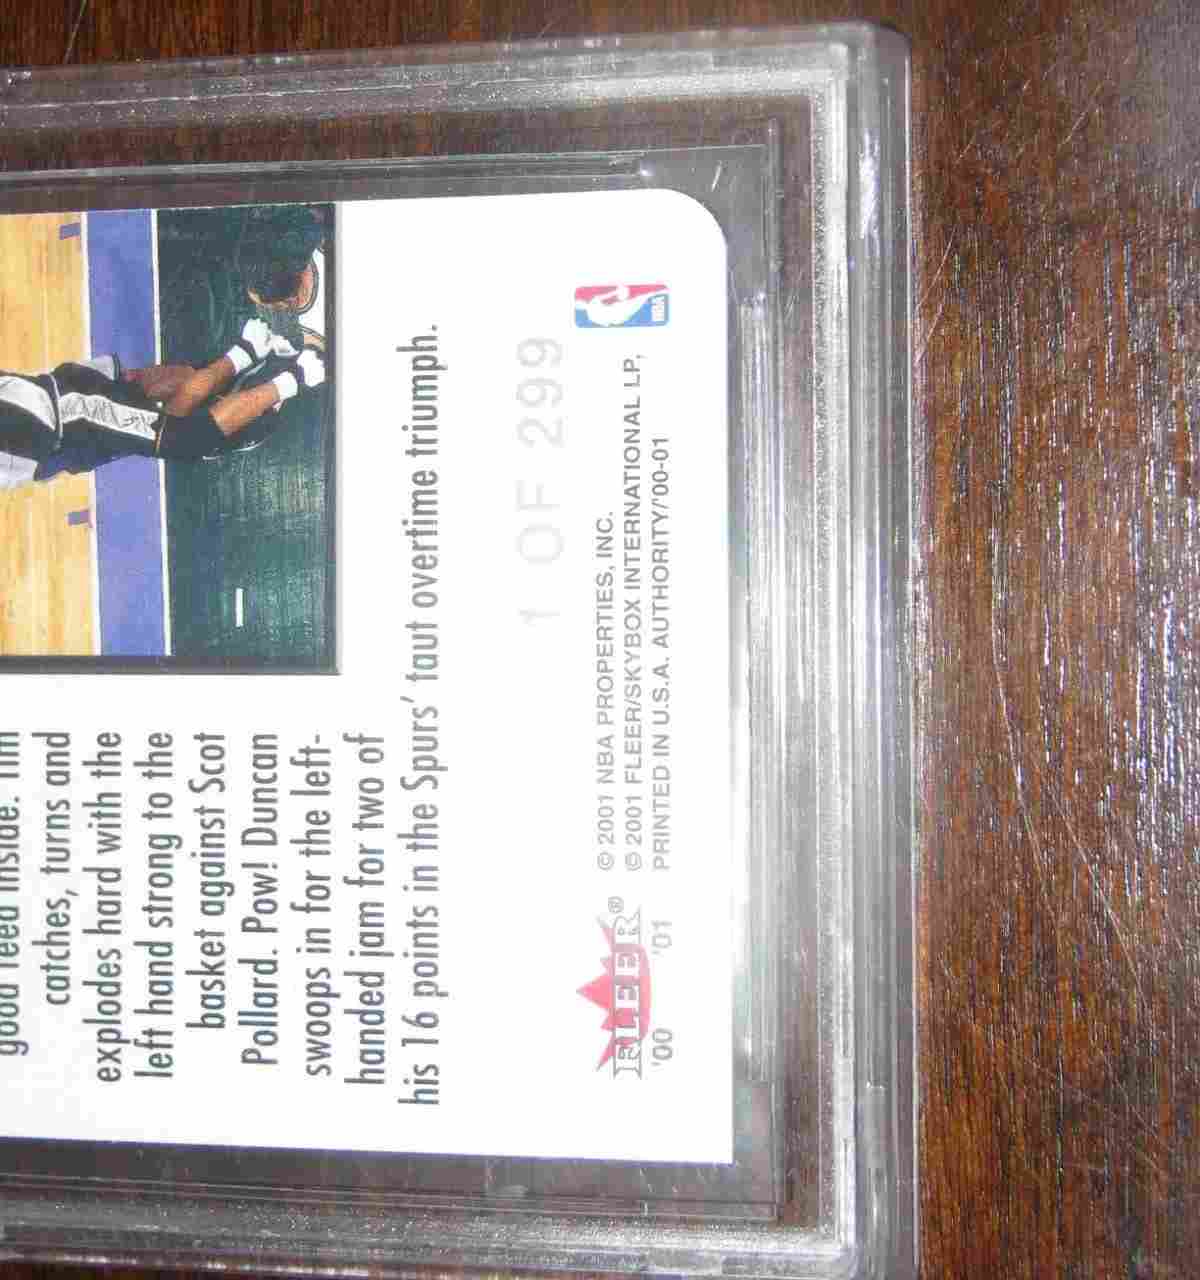 good feed inside. Tim
catches, turns and
explodes hard with the
left hand strong to the
basket against Scot
Pollard. Pow! Duncan
swoops in for the left-
handed jam for two of
his 16 points in the Spurs' taut overtime triumph.
1 OF 299
FLEER®
'00 '01
© 2001 NBA PROPERTIES, INC.
© 2001 FLEER/SKYBOX INTERNATIONAL LP,
PRINTED IN U.S.A. AUTHORITY/'00-01
NBA